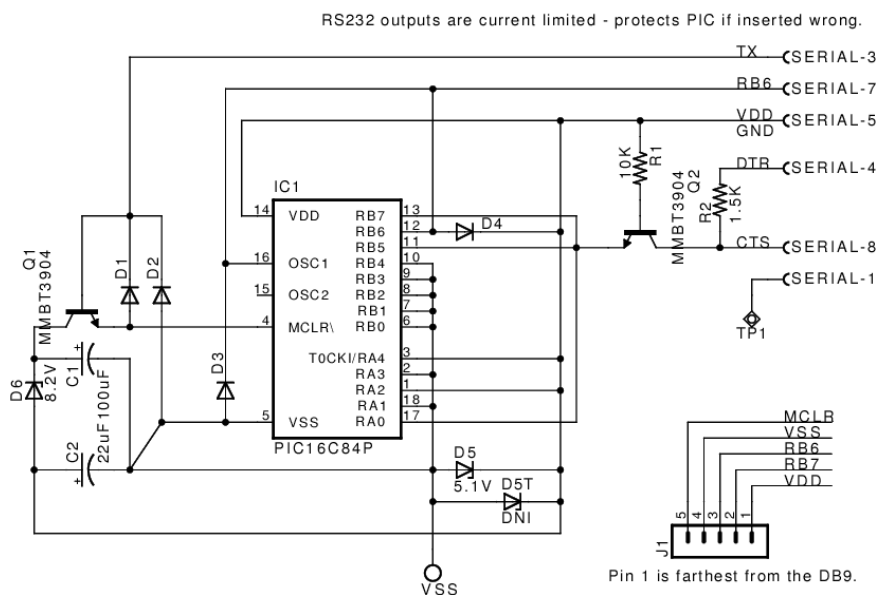 RS232 outputs are current limited - protects PIC if inserted wrong.
TX SERIAL-3
RB6 SERIAL-7
VDD SERIAL-5
GND
DTR SERIAL-4
CTS SERIAL-8
SERIAL-1
TP1
10K R1
MMBT3904 Q2
R2 1.5K
IC1
14 VDD RB7 13
RB6 12
RB5 11
16 OSC1 RB4 10
RB3 9
15 OSC2 RB2 8
RB1 7
4 MCLR\ RB0 6
T0CKI/RA4 3
RA3 2
RA2 1
RA1 18
5 VSS RA0 17
PIC16C84P
D4
Q1
MMBT3904
D1
D2
D3
D6
8.2V
C1
100uF
C2
22uF
D5
5.1V
D5T
DNI
VSS
MCLR
VSS
RB6
RB7
VDD
5 4 3 2 1
J1
Pin 1 is farthest from the DB9.